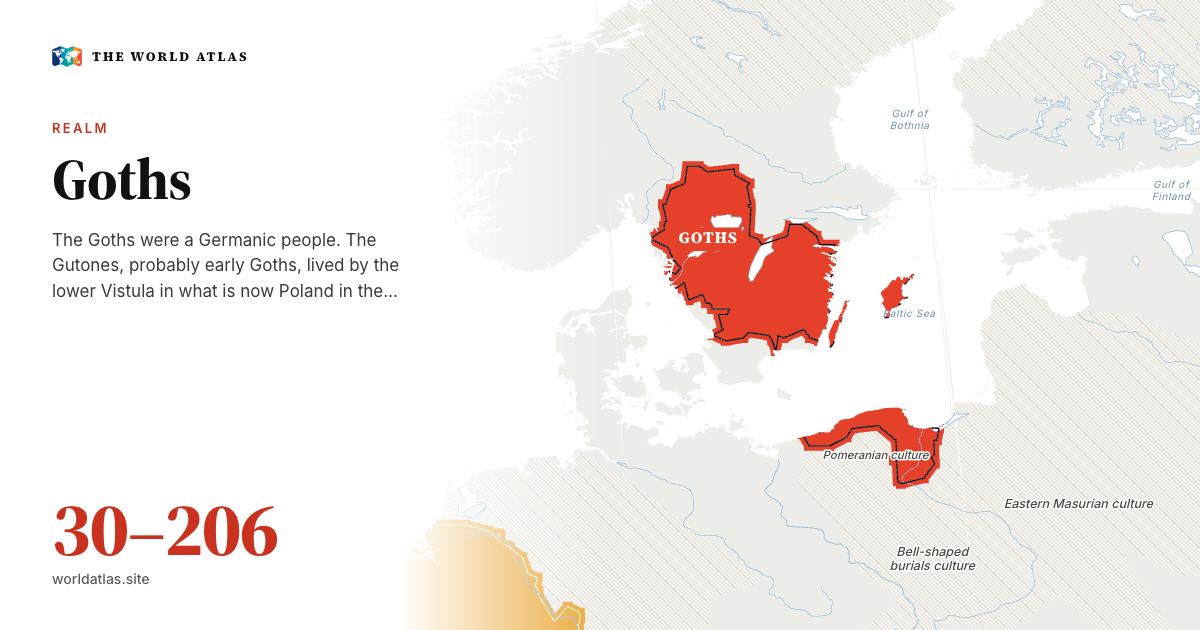 THE WORLD ATLAS
REALM
Goths
The Goths were a Germanic people. The
Gutones, probably early Goths, lived by the
lower Vistula in what is now Poland in the...
30–206
worldatlas.site
Gulf of
Bothnia
Gulf of
Finland
GOTHS
altic Sea
Pomeranian culture
Eastern Masurian culture
Bell-shaped
burials culture